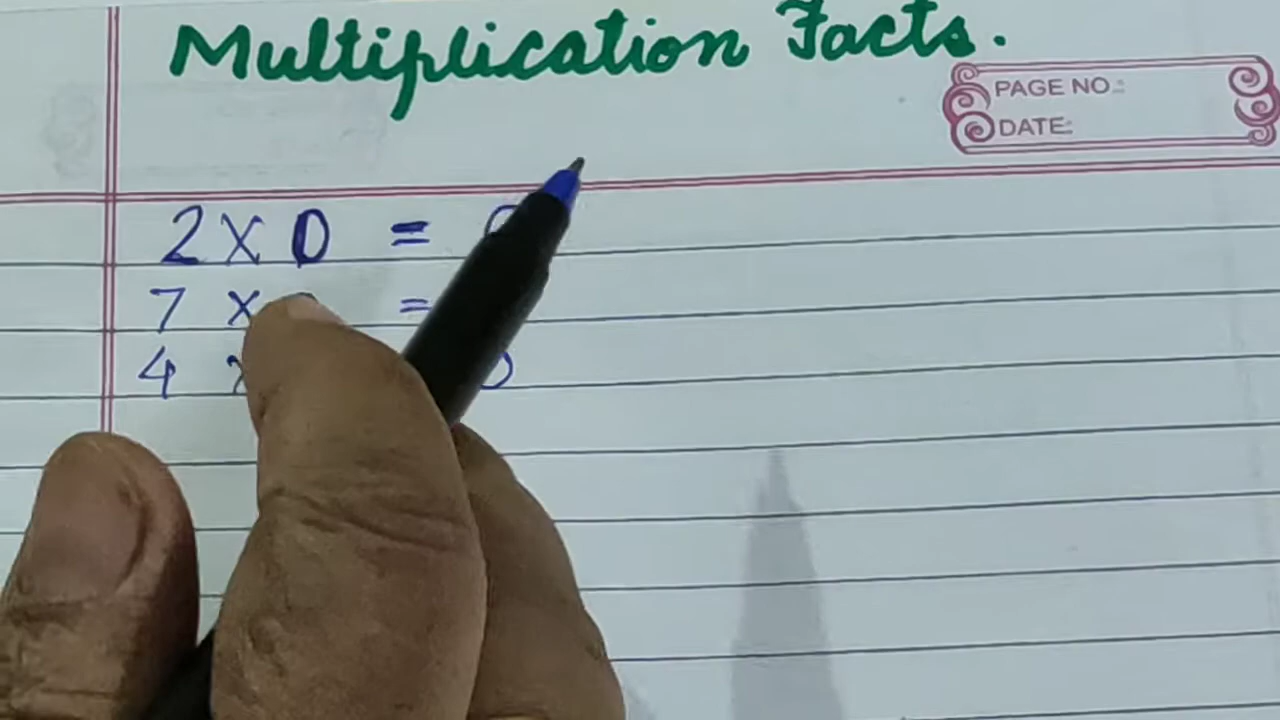 Multiplication Facts.
PAGE NO.:
DATE:
2 X 0 =
7 X =
4